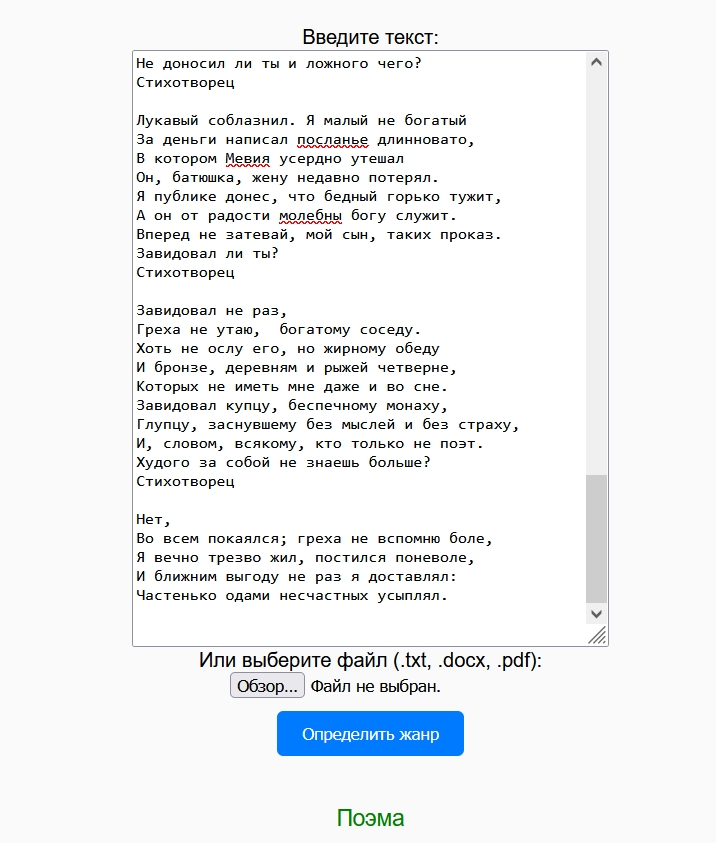 Введите текст:
Не доносил ли ты и ложного чего?
Стихотворец
Лукавый соблазнил. Я малый не богатый
За деньги написал посланье длинновато,
В котором Мевия усердно утешал
Он, батюшка, жену недавно потерял.
Я публике донес, что бедный горько тужит,
А он от радости молебны богу служит.
Вперед не затевай, мой сын, таких проказ.
Завидовал ли ты?
Стихотворец
Завидовал не раз,
Греха не утаю,  богатому соседу.
Хоть не ослу его, но жирному обеду
И бронзе, деревням и рыжей четверне,
Которых не иметь мне даже и во сне.
Завидовал купцу, беспечному монаху,
Глупцу, заснувшему без мыслей и без страху,
И, словом, всякому, кто только не поэт.
Худого за собой не знаешь больше?
Стихотворец
Нет,
Во всем покаялся; греха не вспомню боле,
Я вечно трезво жил, постился поневоле,
И ближним выгоду не раз я доставлял:
Частенько одами несчастных усыплял.
Или выберите файл (.txt, .docx, .pdf):
Обзор... Файл не выбран.
Определить жанр
Поэма